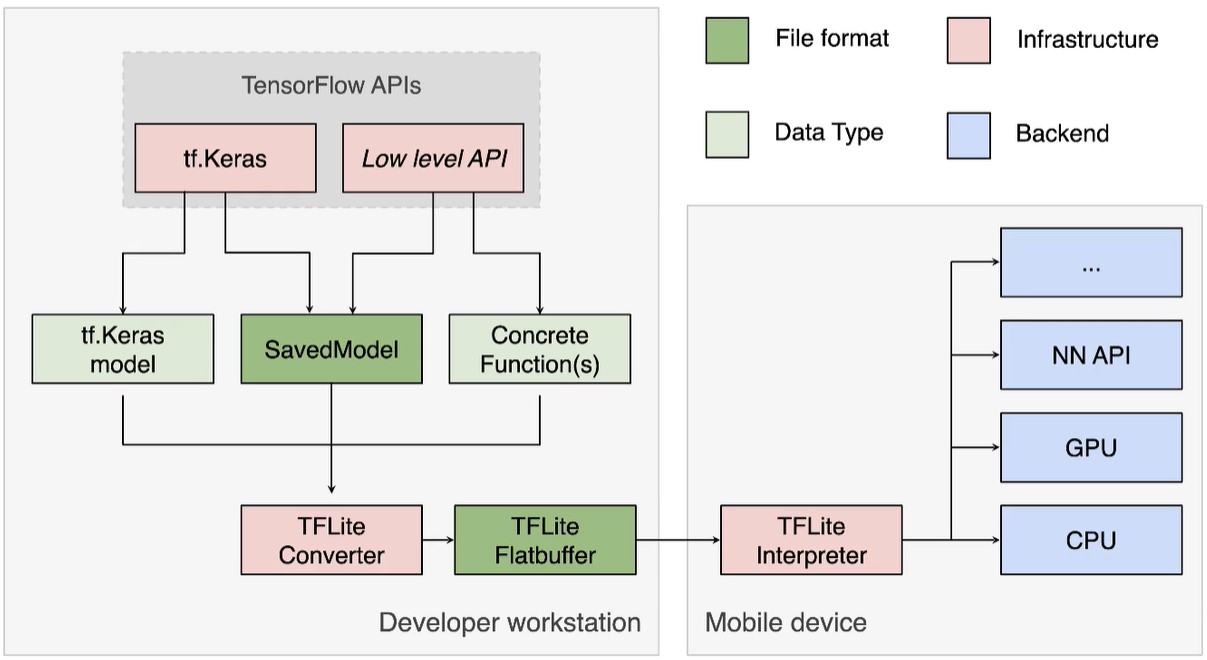 File format
Infrastructure
Data Type
Backend
TensorFlow APIs
tf.Keras
Low level API
tf.Keras
model
SavedModel
Concrete
Function(s)
TFLite
Converter
TFLite
Flatbuffer
Developer workstation
TFLite
Interpreter
...
NN API
GPU
CPU
Mobile device